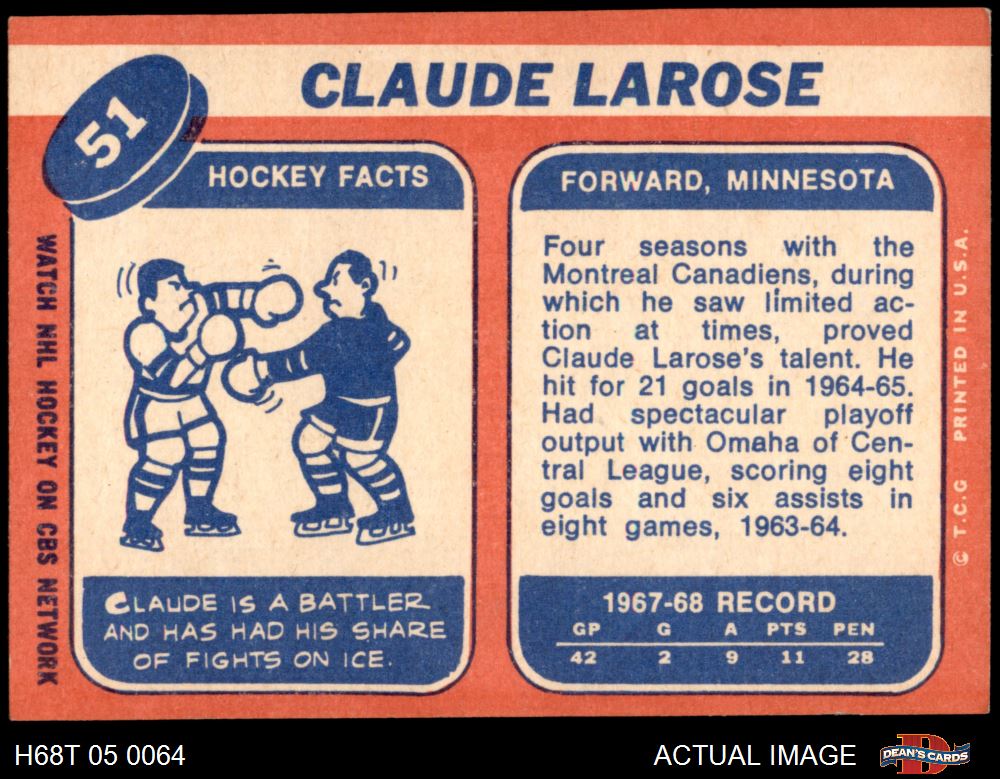 CLAUDE LAROSE
51
HOCKEY FACTS
CLAUDE IS A BATTLER
AND HAS HAD HIS SHARE
OF FIGHTS ON ICE.
FORWARD, MINNESOTA
Four seasons with the
Montreal Canadiens, during
which he saw limited ac-
tion at times, proved
Claude Larose's talent. He
hit for 21 goals in 1964-65.
Had spectacular playoff
output with Omaha of Cen-
tral League, scoring eight
goals and six assists in
eight games, 1963-64.
1967-68 RECORD
GP G A PTS PEN
42 2 9 11 28
WATCH NHL HOCKEY ON CBS NETWORK
© T.C.G PRINTED IN U.S.A.
H68T 05 0064
ACTUAL IMAGE
DEAN'S CARDS